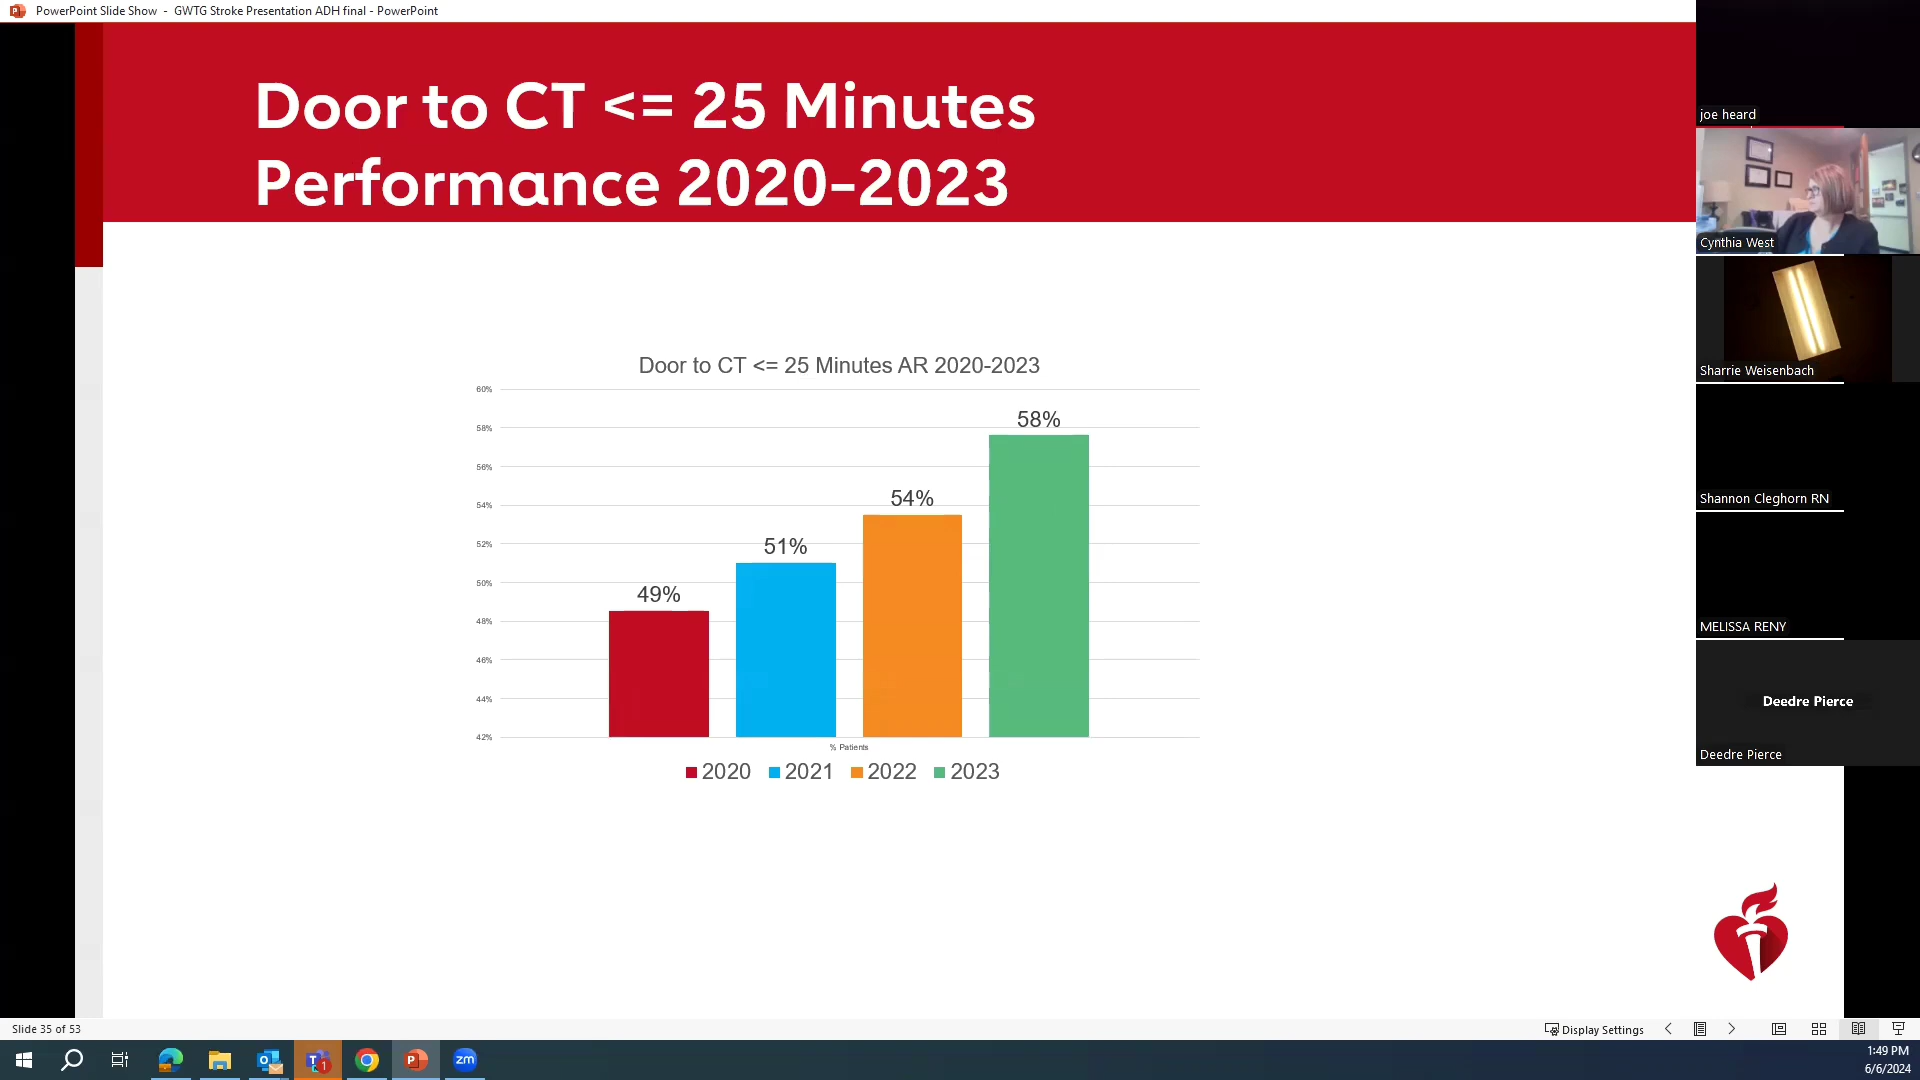 PowerPoint Slide Show - GWTG Stroke Presentation ADH final - PowerPoint
Door to CT <= 25 Minutes
Performance 2020-2023
Door to CT <= 25 Minutes AR 2020-2023
60%
58%
56%
54%
52%
50%
48%
46%
44%
42%
49%
51%
54%
58%
% Patients
2020 2021 2022 2023
joe heard
Cynthia West
Sharrie Weisenbach
Shannon Cleghorn RN
MELISSA RENY
Deedre Pierce
Deedre Pierce
Slide 35 of 53
Display Settings
1
zm
1:49 PM
6/6/2024